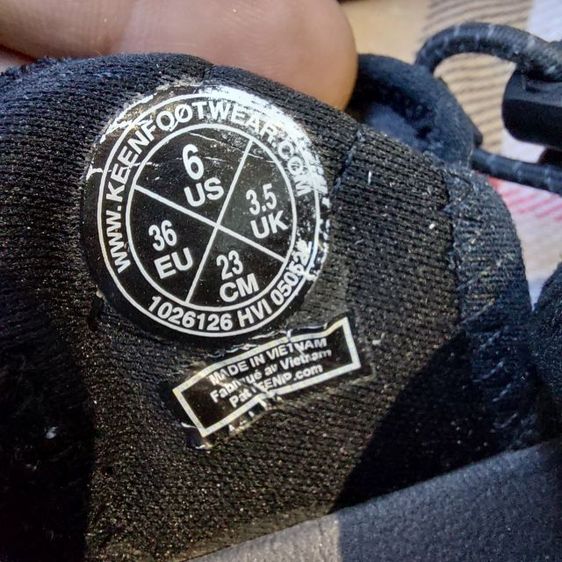 WWW.KEENFOOTWEAR.COM
6
US
3.5
UK
36
EU
23
CM
1026126 HVI
MADE IN VIETNAM
Fabriqué au Vietnam